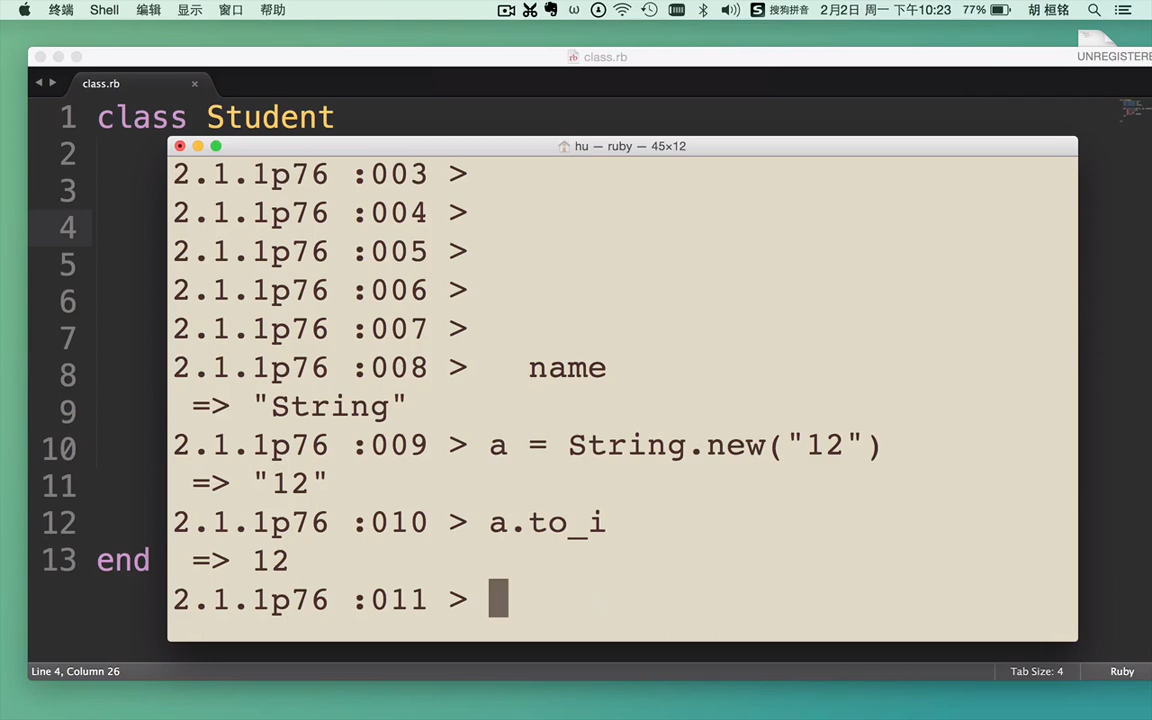 终端 Shell 编辑 显示 窗口 帮助 搜狗拼音 2月2日 周一 下午10:23 77% 胡 桓铭
class.rb
UNREGISTERE
class.rb
1 class Student
hu — ruby — 45×12
2
3
4
5
6
7
8
9
10
11
12
13 end
2.1.1p76 :003 >
2.1.1p76 :004 >
2.1.1p76 :005 >
2.1.1p76 :006 >
2.1.1p76 :007 >
2.1.1p76 :008 > name
=> "String"
2.1.1p76 :009 > a = String.new("12")
=> "12"
2.1.1p76 :010 > a.to_i
=> 12
2.1.1p76 :011 >
Line 4, Column 26 Tab Size: 4 Ruby